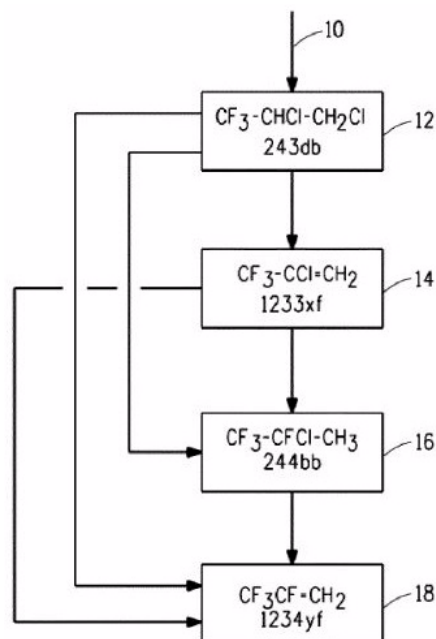 10
CF₃-CHCl-CH₂Cl
243db
12
CF₃-CCl=CH₂
1233xf
14
CF₃-CFCl-CH₃
244bb
16
CF₃CF=CH₂
1234yf
18